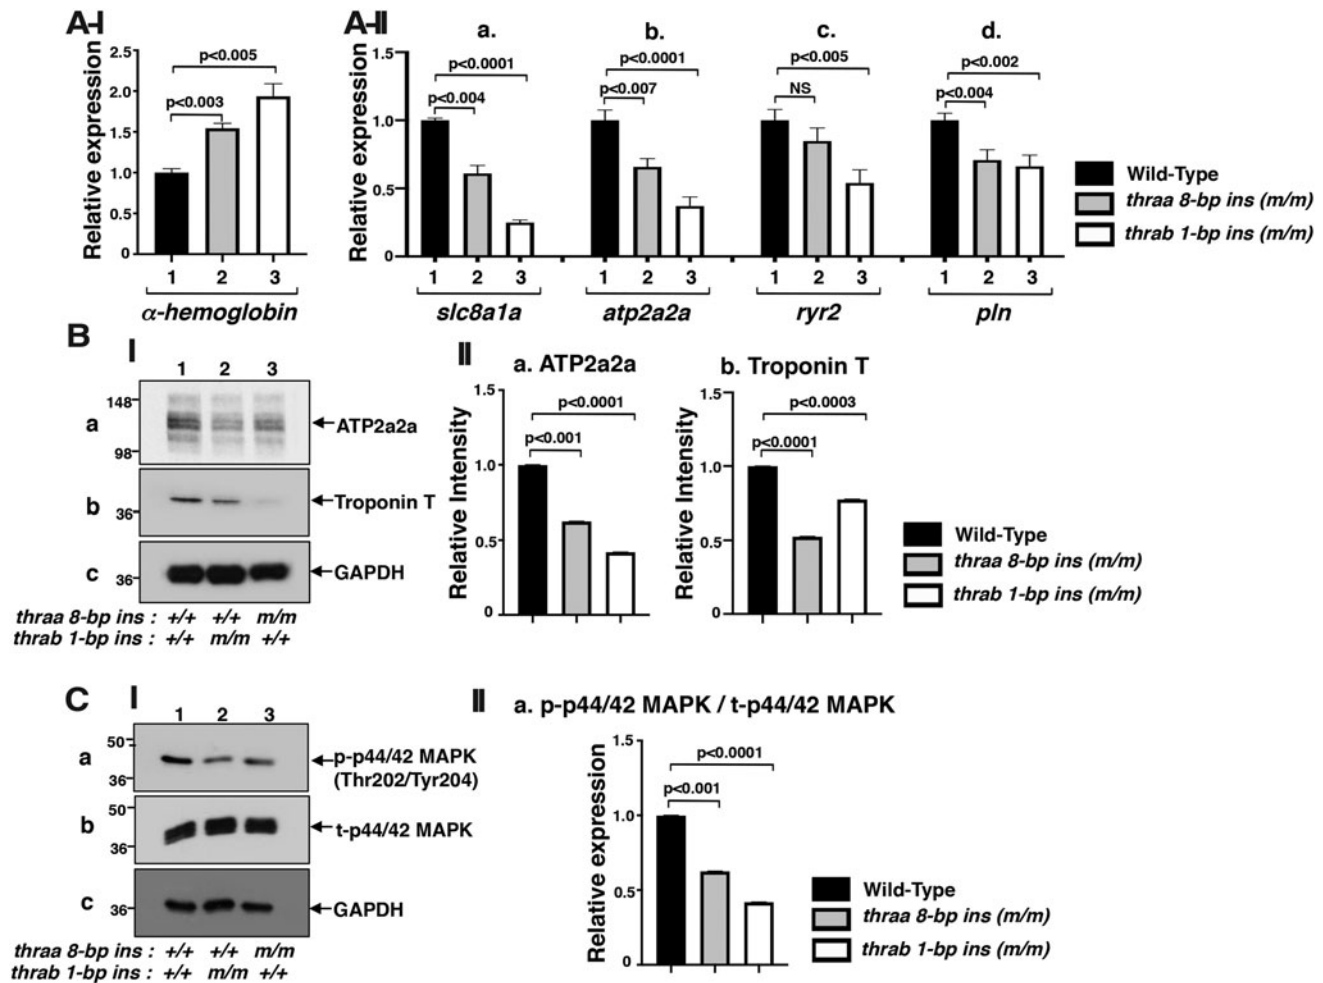 A-I
Relative expression
2.5
2.0
1.5
1.0
0.5
0
p<0.005
p<0.003
1 2 3
α-hemoglobin
A-II
Relative expression
1.5
1.0
0.5
0
a.
p<0.0001
p<0.004
1 2 3
slc8a1a
b.
p<0.0001
p<0.007
1 2 3
atp2a2a
c.
p<0.005
NS
1 2 3
ryr2
d.
p<0.002
p<0.004
1 2 3
pln
Wild-Type
thraa 8-bp ins (m/m)
thrab 1-bp ins (m/m)
B
I
1 2 3
a
148
98
ATP2a2a
b
36
Troponin T
c
36
GAPDH
thraa 8-bp ins : +/+ +/+ m/m
thrab 1-bp ins : +/+ m/m +/+
II
a. ATP2a2a
Relative Intensity
1.5
1.0
0.5
0
p<0.0001
p<0.001
b. Troponin T
Relative Intensity
1.5
1.0
0.5
0
p<0.0003
p<0.0001
Wild-Type
thraa 8-bp ins (m/m)
thrab 1-bp ins (m/m)
C
I
1 2 3
a
50
36
p-p44/42 MAPK
(Thr202/Tyr204)
b
50
36
t-p44/42 MAPK
c
36
GAPDH
thraa 8-bp ins : +/+ +/+ m/m
thrab 1-bp ins : +/+ m/m +/+
II
a. p-p44/42 MAPK / t-p44/42 MAPK
Relative expression
1.5
1.0
0.5
0
p<0.0001
p<0.001
Wild-Type
thraa 8-bp ins (m/m)
thrab 1-bp ins (m/m)